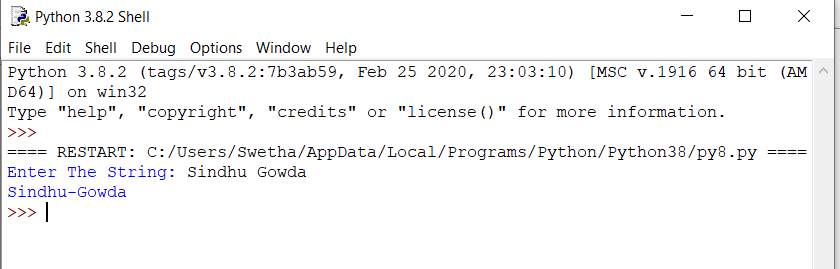 Python 3.8.2 Shell
File Edit Shell Debug Options Window Help
Python 3.8.2 (tags/v3.8.2:7b3ab59, Feb 25 2020, 23:03:10) [MSC v.1916 64 bit (AM
D64)] on win32
Type "help", "copyright", "credits" or "license()" for more information.
>>>
==== RESTART: C:/Users/Swetha/AppData/Local/Programs/Python/Python38/py8.py ====
Enter The String: Sindhu Gowda
Sindhu-Gowda
>>>